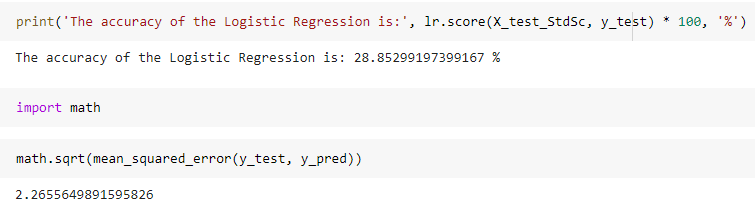 print('The accuracy of the Logistic Regression is:', lr.score(X_test_StdSc, y_test) * 100, '%')
The accuracy of the Logistic Regression is: 28.85299197399167 %
import math
math.sqrt(mean_squared_error(y_test, y_pred))
2.2655649891595826